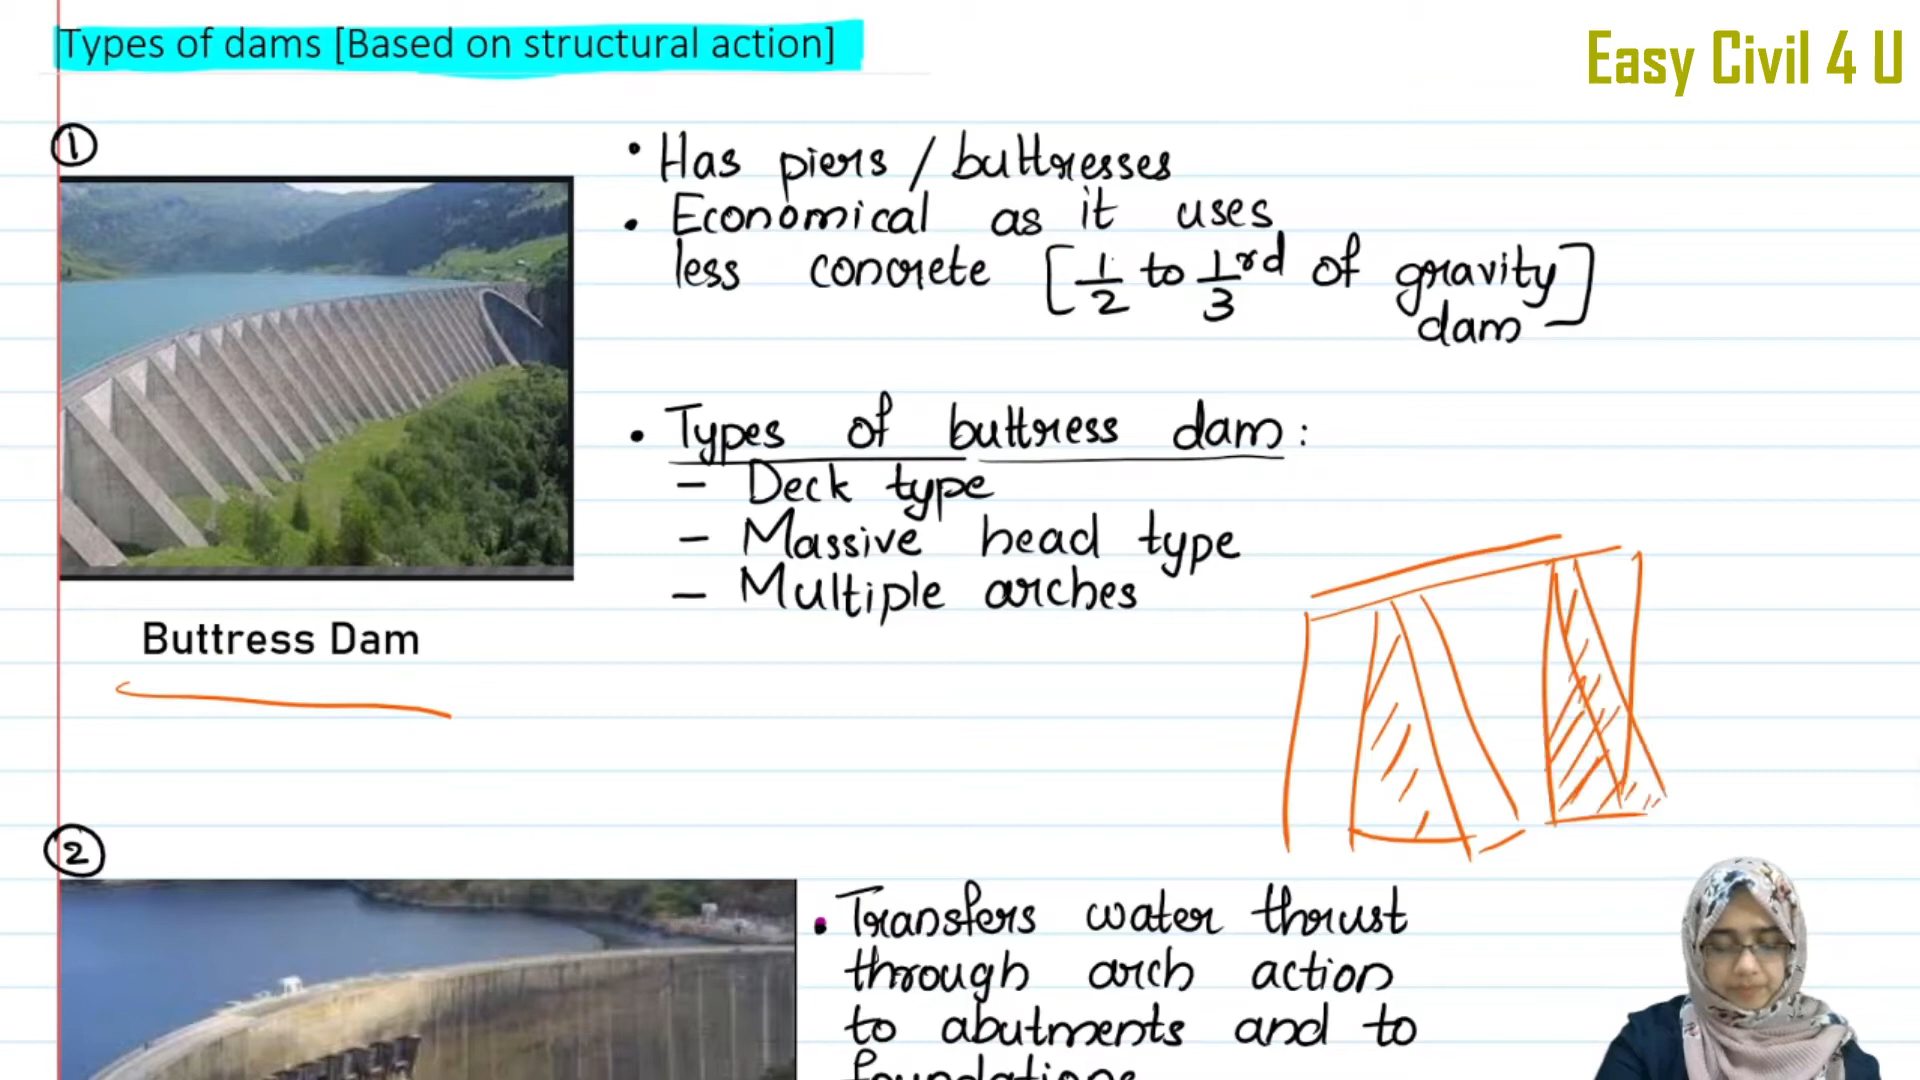 Types of dams [Based on structural action]
Easy Civil 4 U
1
• Has piers / buttresses
• Economical as it uses
less concrete [1/2 to 1/3rd of gravity
dam]
• Types of buttress dam:
- Deck type
- Massive head type
- Multiple arches
Buttress Dam
2
• Transfers water thrust
through arch action
to abutments and to
foundations